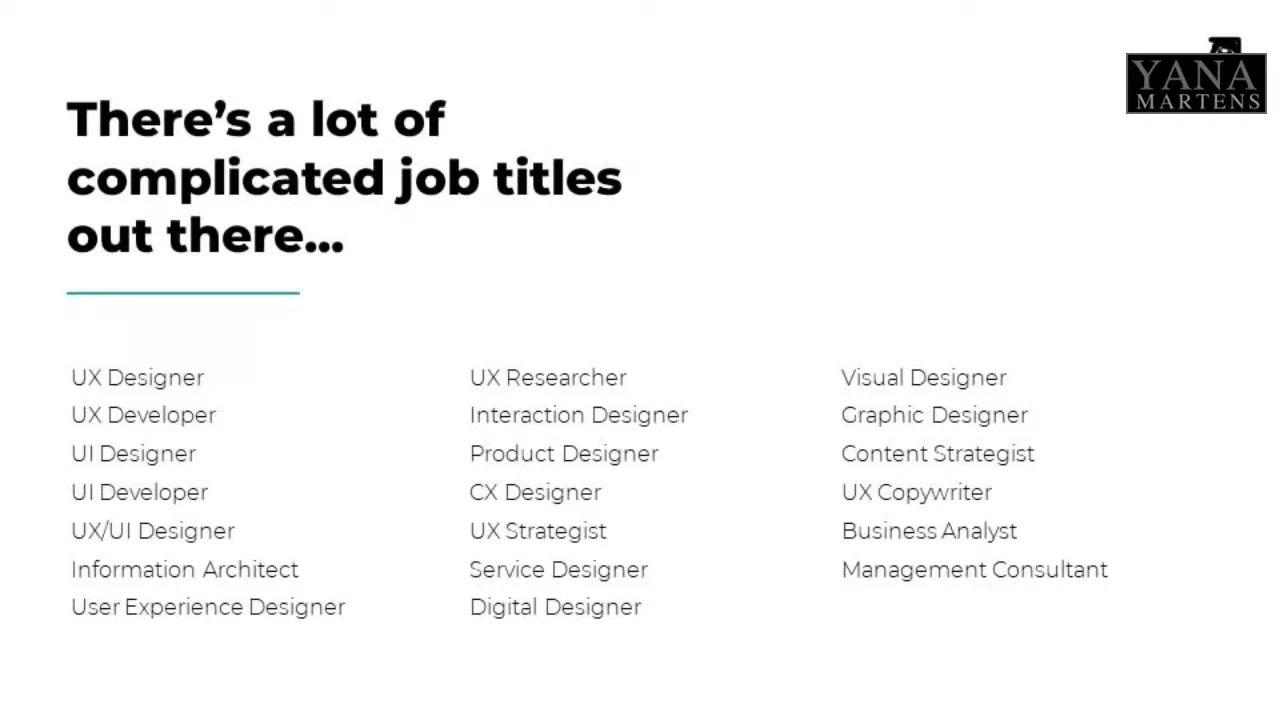 YANA
MARTENS
There’s a lot of
complicated job titles
out there...
UX Designer
UX Developer
UI Designer
UI Developer
UX/UI Designer
Information Architect
User Experience Designer
UX Researcher
Interaction Designer
Product Designer
CX Designer
UX Strategist
Service Designer
Digital Designer
Visual Designer
Graphic Designer
Content Strategist
UX Copywriter
Business Analyst
Management Consultant